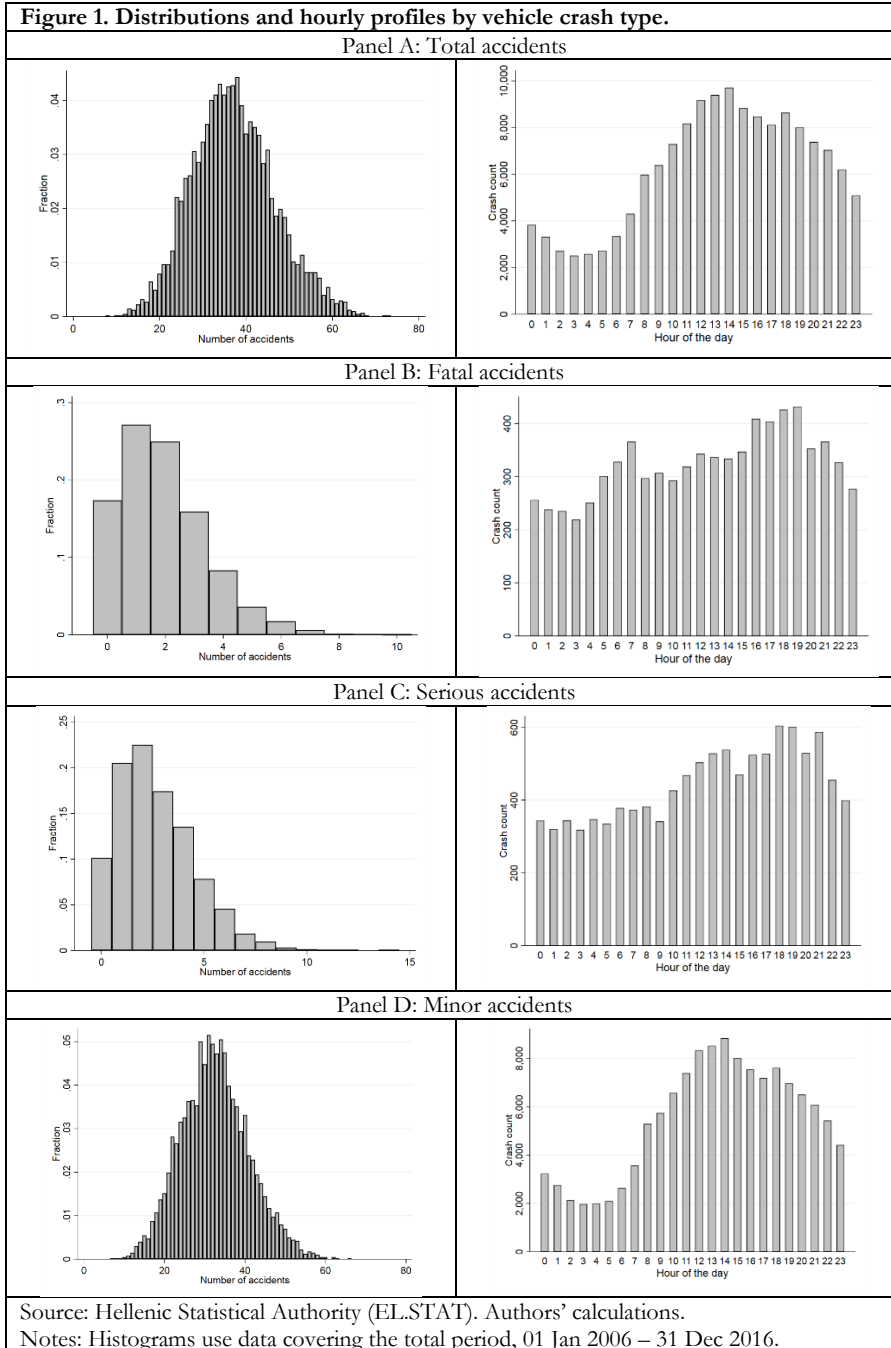 Figure 1. Distributions and hourly profiles by vehicle crash type.
Panel A: Total accidents
Fraction
0 .01 .02 .03 .04
0 20 40 60 80
Number of accidents
Crash count
0 2,000 4,000 6,000 8,000 10,000
0 1 2 3 4 5 6 7 8 9 10 11 12 13 14 15 16 17 18 19 20 21 22 23
Hour of the day
Panel B: Fatal accidents
Fraction
0 .1 .2 .3
0 2 4 6 8 10
Number of accidents
Crash count
0 100 200 300 400
0 1 2 3 4 5 6 7 8 9 10 11 12 13 14 15 16 17 18 19 20 21 22 23
Hour of the day
Panel C: Serious accidents
Fraction
0 .05 .1 .15 .2 .25
0 5 10 15
Number of accidents
Crash count
0 200 400 600
0 1 2 3 4 5 6 7 8 9 10 11 12 13 14 15 16 17 18 19 20 21 22 23
Hour of the day
Panel D: Minor accidents
Fraction
0 .01 .02 .03 .04 .05
0 20 40 60 80
Number of accidents
Crash count
0 2,000 4,000 6,000 8,000
0 1 2 3 4 5 6 7 8 9 10 11 12 13 14 15 16 17 18 19 20 21 22 23
Hour of the day
Source: Hellenic Statistical Authority (EL.STAT). Authors’ calculations.
Notes: Histograms use data covering the total period, 01 Jan 2006 – 31 Dec 2016.